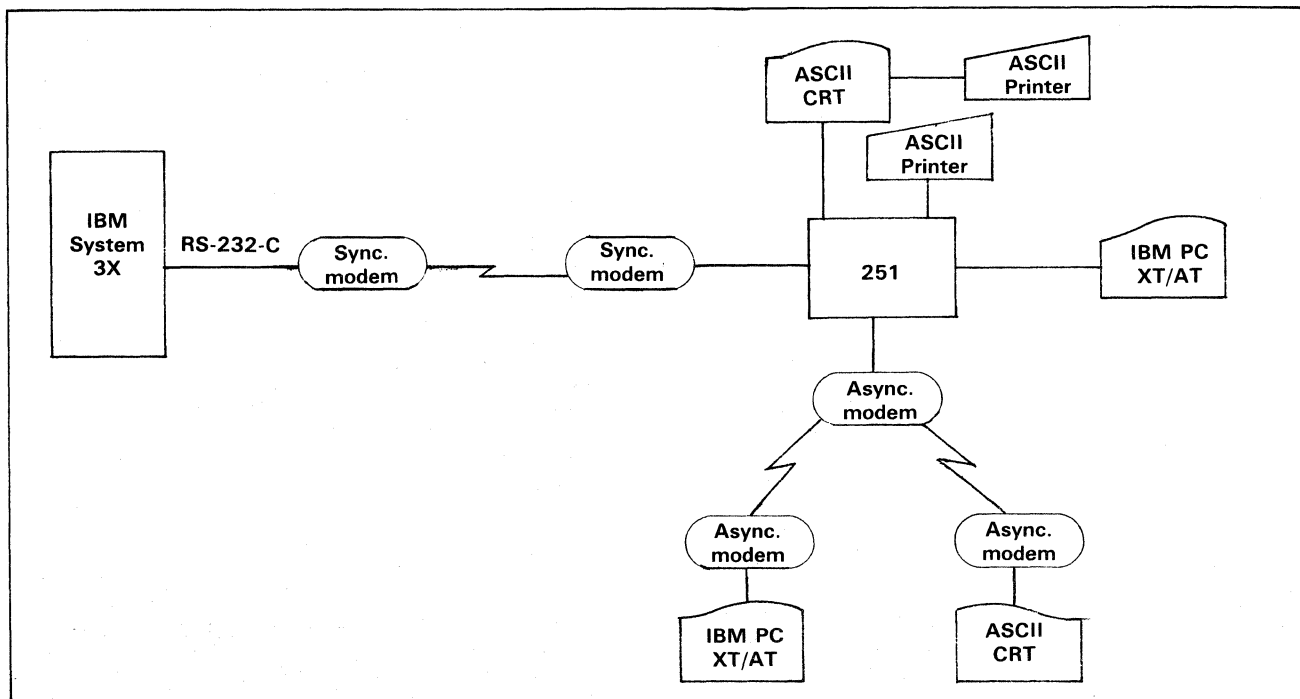 ASCII
CRT
ASCII
Printer
ASCII
Printer
IBM
System
3X
RS-232-C
Sync.
modem
Sync.
modem
251
IBM PC
XT/AT
Async.
modem
Async.
modem
Async.
modem
IBM PC
XT/AT
ASCII
CRT